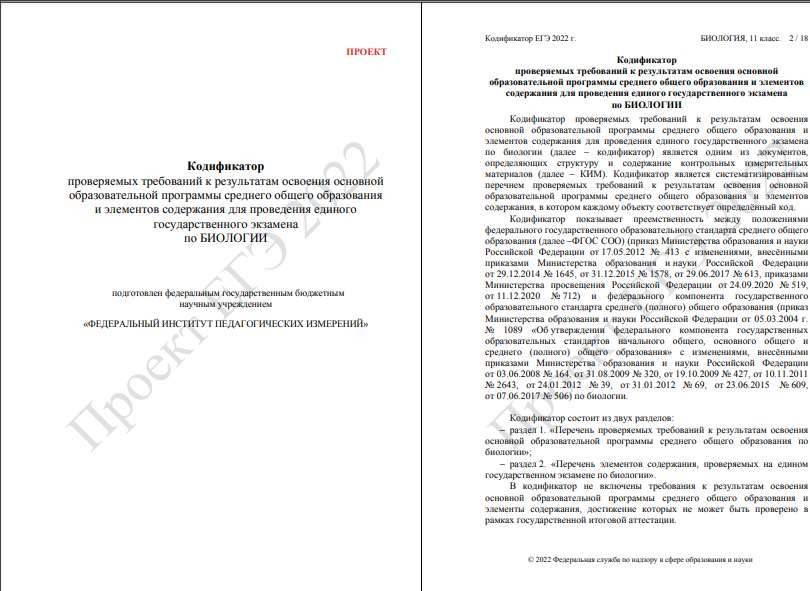 ПРОЕКТ
Кодификатор
проверяемых требований к результатам освоения основной
образовательной программы среднего общего образования
и элементов содержания для проведения единого
государственного экзамена
по БИОЛОГИИ
подготовлен федеральным государственным бюджетным
научным учреждением
«ФЕДЕРАЛЬНЫЙ ИНСТИТУТ ПЕДАГОГИЧЕСКИХ ИЗМЕРЕНИЙ»
Проект ЕГЭ 2022
Кодификатор ЕГЭ 2022 г. БИОЛОГИЯ, 11 класс. 2 / 18
Кодификатор
проверяемых требований к результатам освоения основной
образовательной программы среднего общего образования и элементов
содержания для проведения единого государственного экзамена
по БИОЛОГИИ
Кодификатор проверяемых требований к результатам освоения
основной образовательной программы среднего общего образования и
элементов содержания для проведения единого государственного экзамена
по биологии (далее – кодификатор) является одним из документов,
определяющих структуру и содержание контрольных измерительных
материалов (далее – КИМ). Кодификатор является систематизированным
перечнем проверяемых требований к результатам освоения основной
образовательной программы среднего общего образования и элементов
содержания, в котором каждому объекту соответствует определённый код.
Кодификатор показывает преемственность между положениями
федерального государственного образовательного стандарта среднего общего
образования (далее –ФГОС СОО) (приказ Министерства образования и науки
Российской Федерации от 17.05.2012 № 413 с изменениями, внесёнными
приказами Министерства образования и науки Российской Федерации
от 29.12.2014 № 1645, от 31.12.2015 № 1578, от 29.06.2017 № 613, приказами
Министерства просвещения Российской Федерации от 24.09.2020 № 519,
от 11.12.2020 № 712) и федерального компонента государственного
образовательного стандарта среднего (полного) общего образования (приказ
Министерства образования и науки Российской Федерации от 05.03.2004 г.
№ 1089 «Об утверждении федерального компонента государственных
образовательных стандартов начального общего, основного общего и
среднего (полного) общего образования» с изменениями, внесёнными
приказами Министерства образования и науки Российской Федерации
от 03.06.2008 № 164, от 31.08.2009 № 320, от 19.10.2009 № 427, от 10.11.2011
№ 2643, от 24.01.2012 № 39, от 31.01.2012 № 69, от 23.06.2015 № 609,
от 07.06.2017 № 506) по биологии.
Кодификатор состоит из двух разделов:
– раздел 1. «Перечень проверяемых требований к результатам освоения
основной образовательной программы среднего общего образования по
биологии»;
– раздел 2. «Перечень элементов содержания, проверяемых на едином
государственном экзамене по биологии».
В кодификатор не включены требования к результатам освоения
основной образовательной программы среднего общего образования и
элементы содержания, достижение которых не может быть проверено в
рамках государственной итоговой аттестации.
© 2022 Федеральная служба по надзору в сфере образования и науки
Проект ЕГЭ 2022